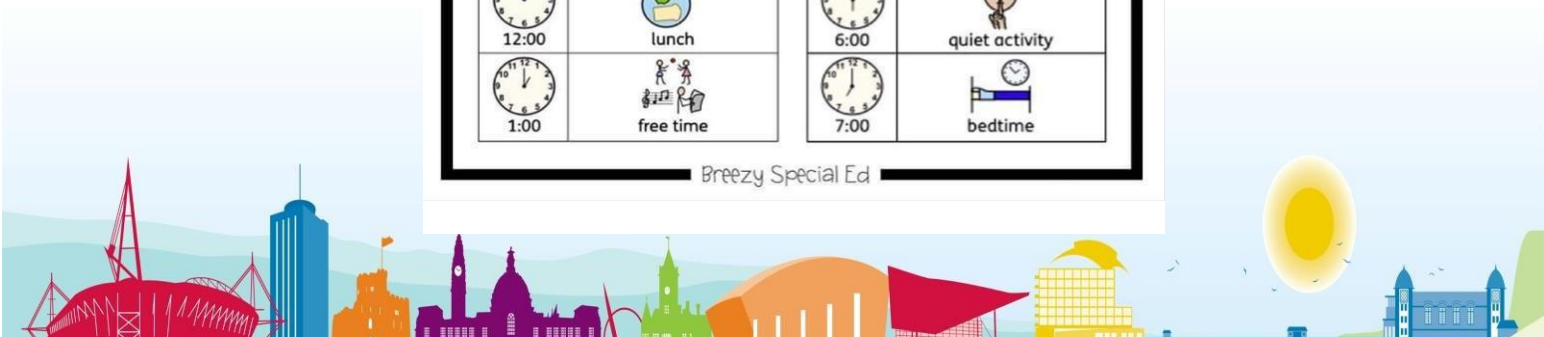 12:00 lunch 6:00 quiet activity
1:00 free time 7:00 bedtime
Breezy Special Ed